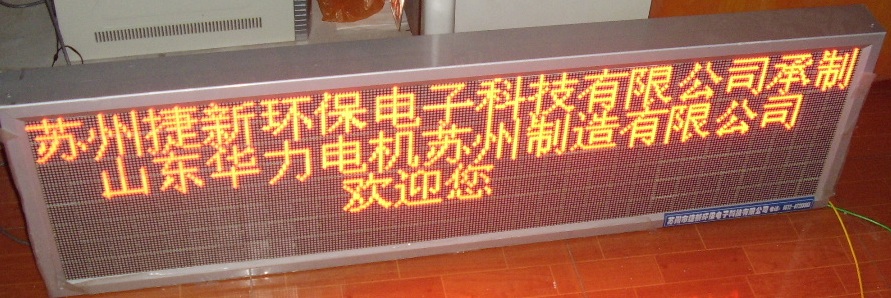 苏州捷新环保电子科技有限公司承制
山东华力电机苏州制造有限公司
欢迎您